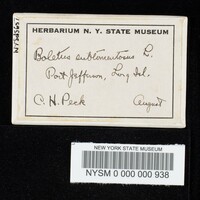 HERBARIUM N. Y. STATE MUSEUM
Boletus subtomentosus L.
Port Jefferson, Long Isl.
C. H. Peck August
NEW YORK STATE MUSEUM
NYSM 0 000 000 938